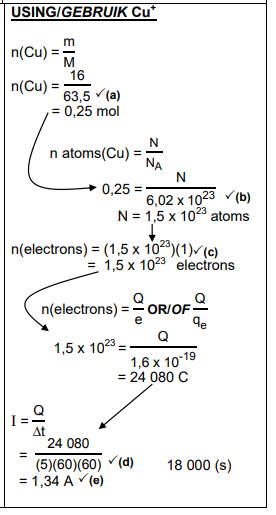 USING/GEBRUIK Cu⁺
n(Cu) = m/M
n(Cu) = 16/63,5 ✓(a)
= 0,25 mol
n atoms(Cu) = N/N_A
0,25 = N/6,02 x 10²³ ✓(b)
N = 1,5 x 10²³ atoms
n(electrons) = (1,5 x 10²³)(1)✓(c)
= 1,5 x 10²³ electrons
n(electrons) = Q/e OR/OF Q/qₑ
1,5 x 10²³ = Q/1,6 x 10⁻¹⁹
= 24 080 C
I = Q/Δt
= 24 080/(5)(60)(60) ✓(d) 18 000 (s)
= 1,34 A ✓(e)